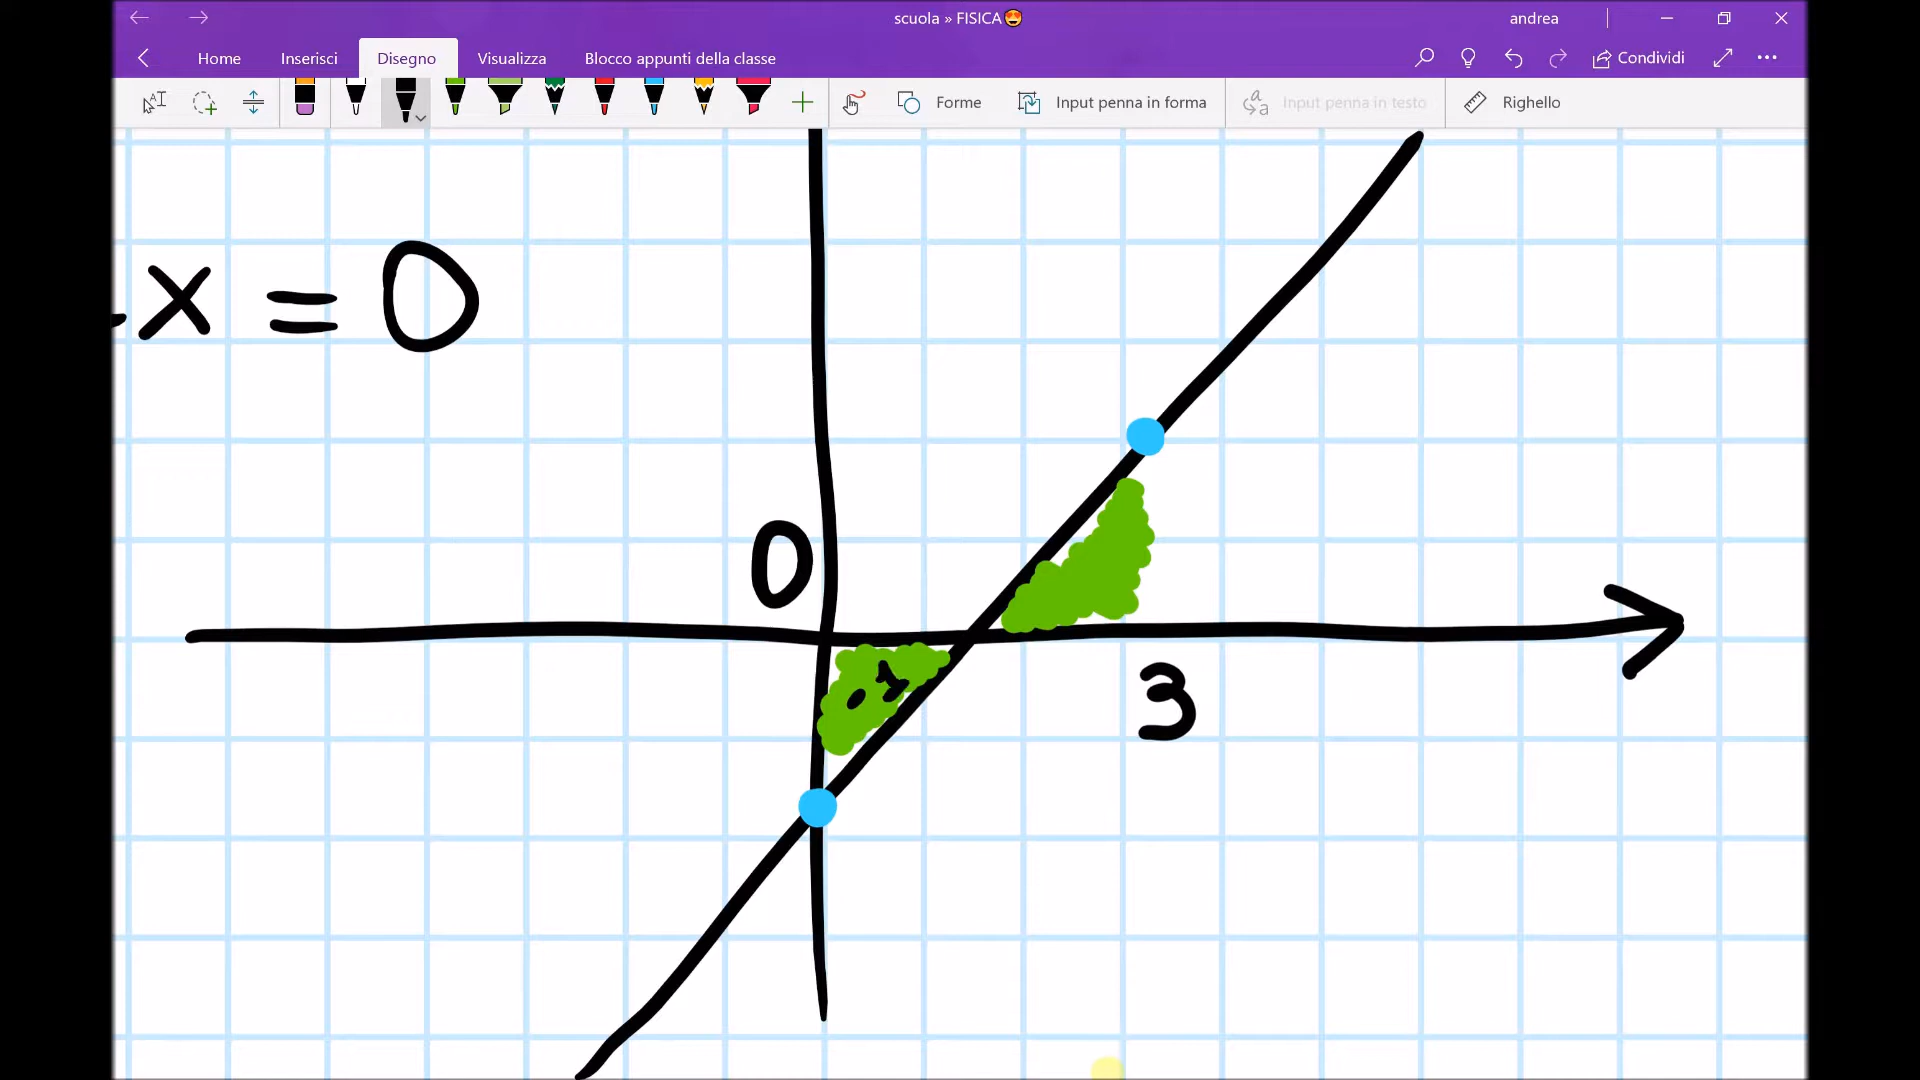 scuola » FISICA😍
andrea
Home Inserisci Disegno Visualizza Blocco appunti della classe
Condividi
Forme Input penna in forma Input penna in testo Righello
x = 0
0
3